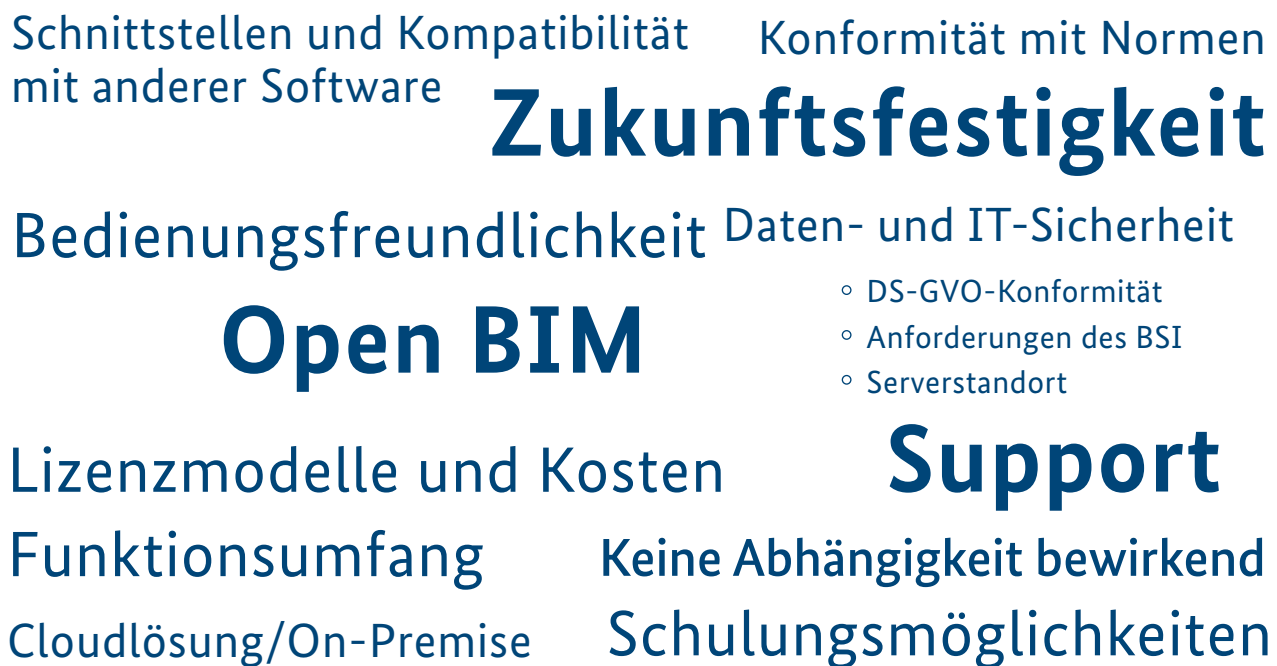 Schnittstellen und Kompatibilität
mit anderer Software
Konformität mit Normen
Zukunftsfestigkeit
Bedienungsfreundlichkeit
Daten- und IT-Sicherheit
◦ DS-GVO-Konformität
◦ Anforderungen des BSI
◦ Serverstandort
Open BIM
Support
Lizenzmodelle und Kosten
Funktionsumfang
Keine Abhängigkeit bewirkend
Cloudlösung/On-Premise
Schulungsmöglichkeiten